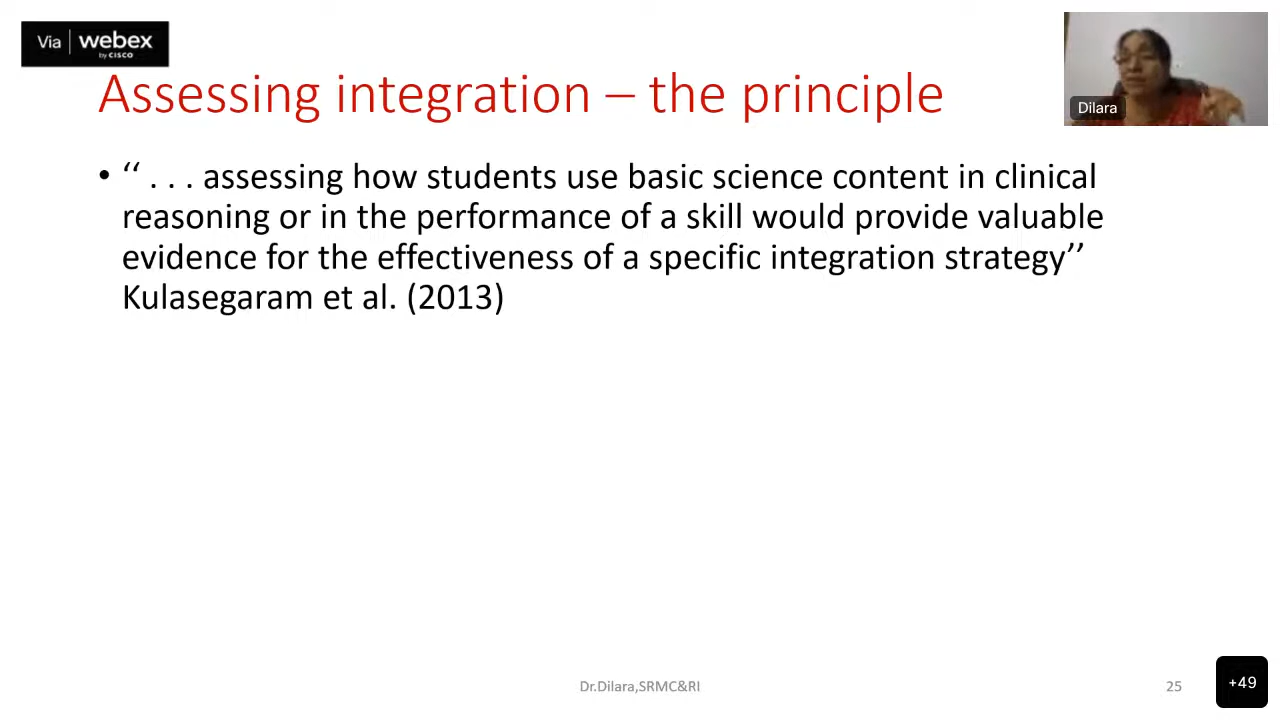 Via webex
by CISCO
Assessing integration – the principle
Dilara
• ‘‘ . . . assessing how students use basic science content in clinical
reasoning or in the performance of a skill would provide valuable
evidence for the effectiveness of a specific integration strategy’’
Kulasegaram et al. (2013)
Dr.Dilara,SRMC&RI
25
+49